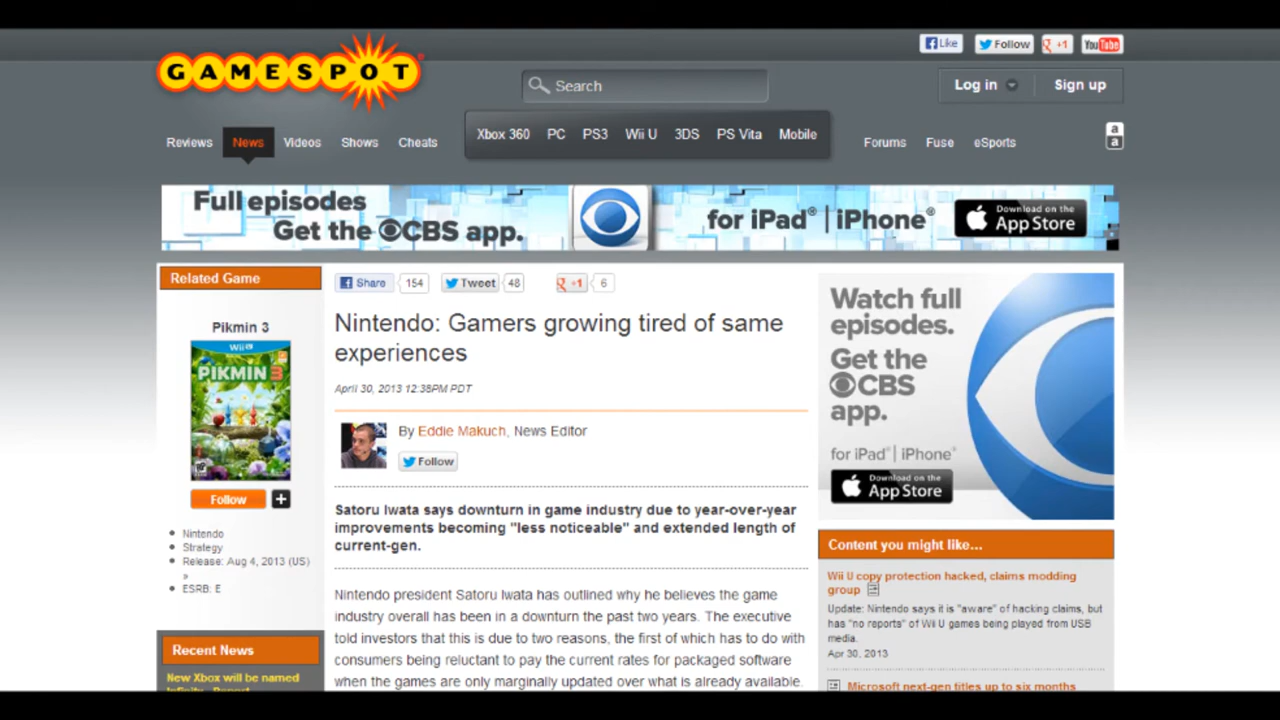 Like
Follow
+1
YouTube
GAMESPOT
Search
Log in
Sign up
Reviews
News
Videos
Shows
Cheats
Xbox 360
PC
PS3
Wii U
3DS
PS Vita
Mobile
Forums
Fuse
eSports
a
a
Full episodes
Get the CBS app.
for iPad® | iPhone®
Download on the
App Store
Related Game
Pikmin 3
Wii U
PIKMIN 3
Follow
+
Nintendo
Strategy
Release: Aug 4, 2013 (US)
»
ESRB: E
Recent News
New Xbox will be named
Infinity - Report
Share
154
Tweet
48
+1
6
Nintendo: Gamers growing tired of same
experiences
April 30, 2013 12:38PM PDT
By Eddie Makuch, News Editor
Follow
Satoru Iwata says downturn in game industry due to year-over-year
improvements becoming "less noticeable" and extended length of
current-gen.
Nintendo president Satoru Iwata has outlined why he believes the game
industry overall has been in a downturn the past two years. The executive
told investors that this is due to two reasons, the first of which has to do with
consumers being reluctant to pay the current rates for packaged software
when the games are only marginally updated over what is already available.
Watch full
episodes.
Get the
CBS
app.
for iPad® | iPhone®
Download on the
App Store
Content you might like...
Wii U copy protection hacked, claims modding
group
Update: Nintendo says it is "aware" of hacking claims, but
has "no reports" of Wii U games being played from USB
media.
Apr 30, 2013
Microsoft next-gen titles up to six months